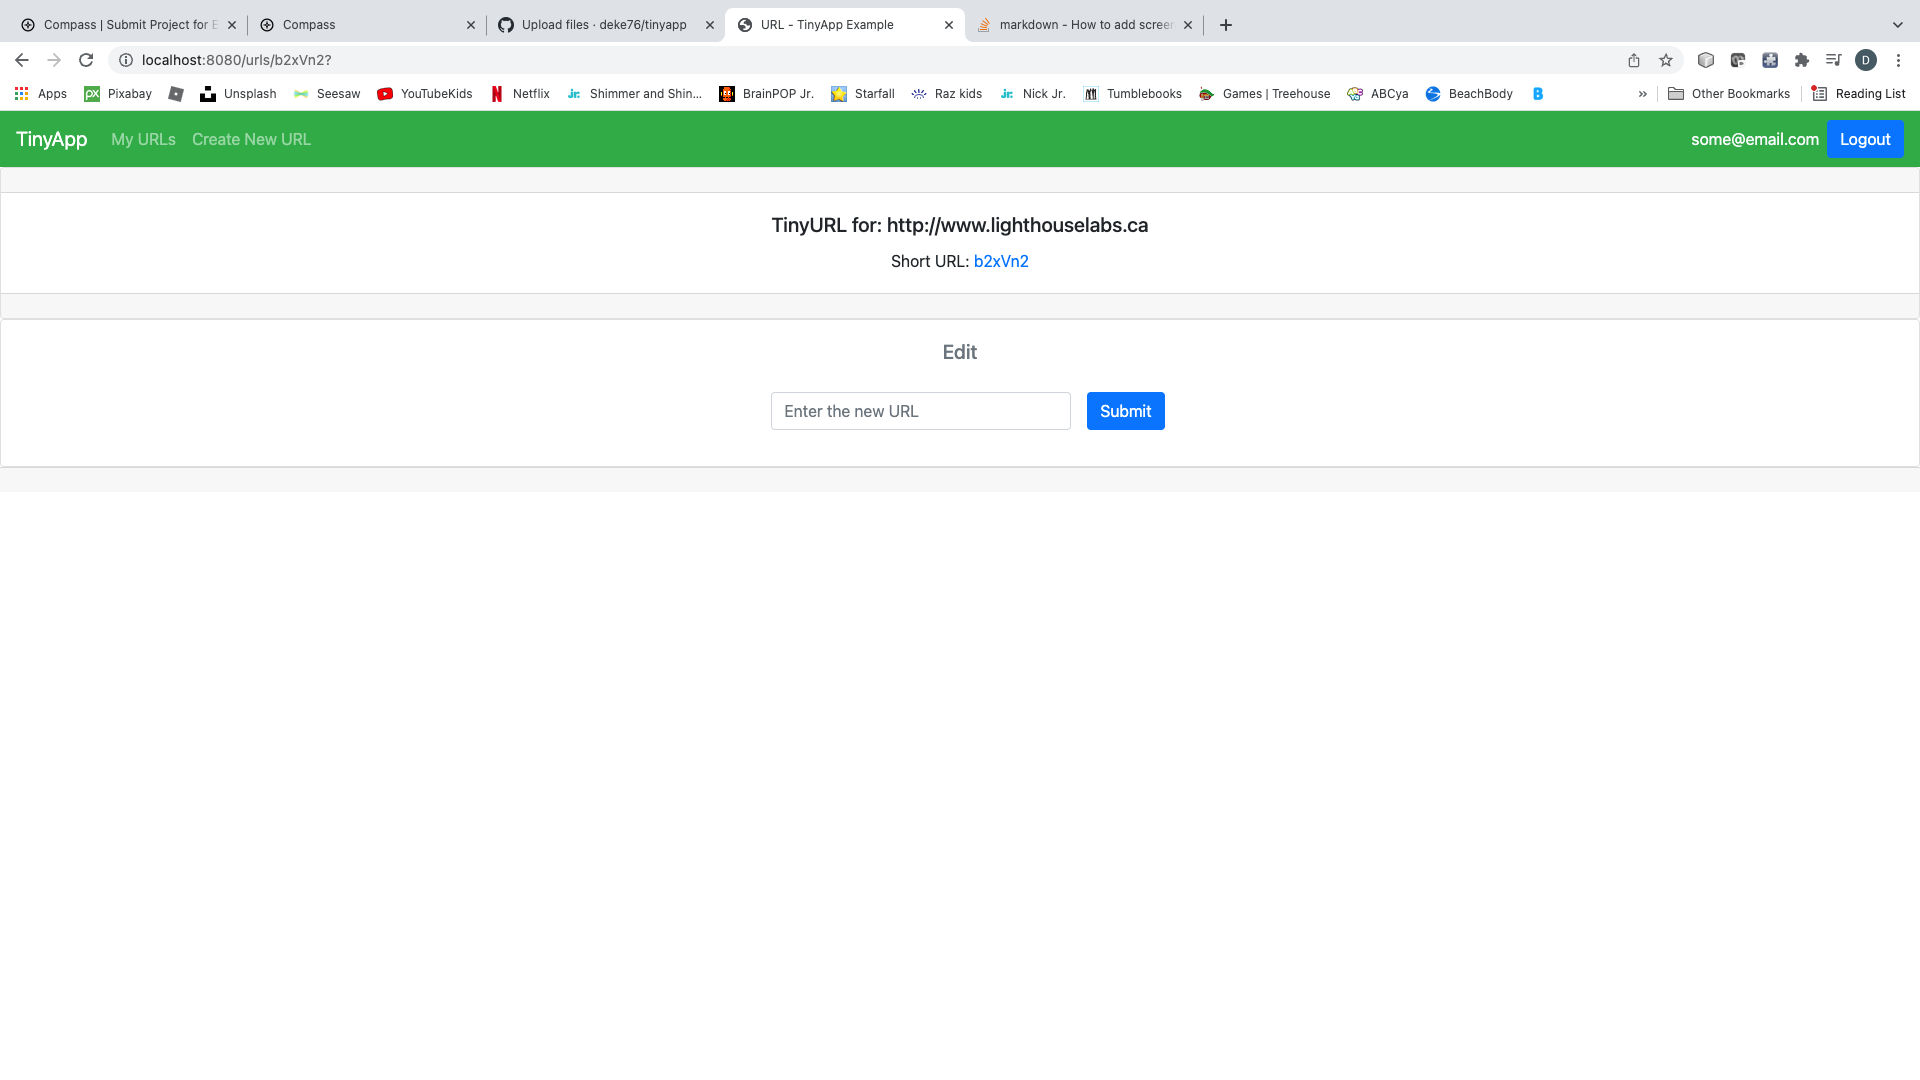 Compass | Submit Project for E
Compass
Upload files · deke76/tinyapp
URL - TinyApp Example
markdown - How to add screen
localhost:8080/urls/b2xVn2?
D
Apps
Pixabay
Unsplash
Seesaw
YouTubeKids
Netflix
Shimmer and Shin...
BrainPOP Jr.
Starfall
Raz kids
Nick Jr.
Tumblebooks
Games | Treehouse
ABCya
BeachBody
»
Other Bookmarks
Reading List
TinyApp
My URLs
Create New URL
some@email.com
Logout
TinyURL for: http://www.lighthouselabs.ca
Short URL: b2xVn2
Edit
Enter the new URL
Submit